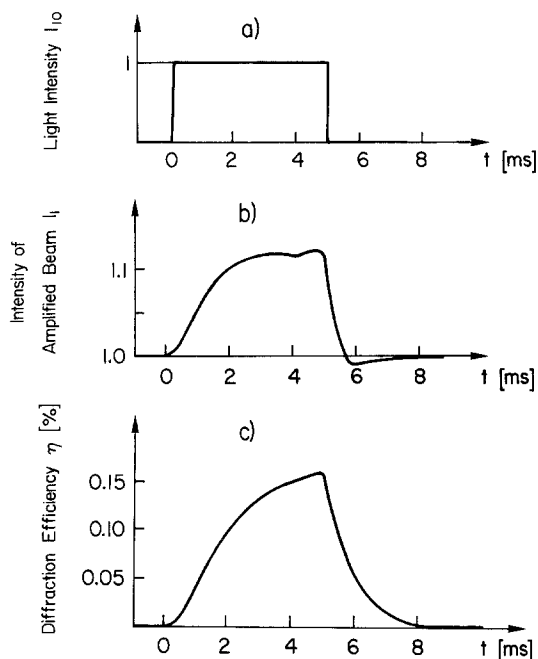 a)
Light Intensity I₁₀
1
0 2 4 6 8 t [ms]
b)
Intensity of
Amplified Beam I₁
1.1
1.0
0 2 4 6 8 t [ms]
c)
Diffraction Efficiency η [%]
0.15
0.10
0.05
0 2 4 6 8 t [ms]